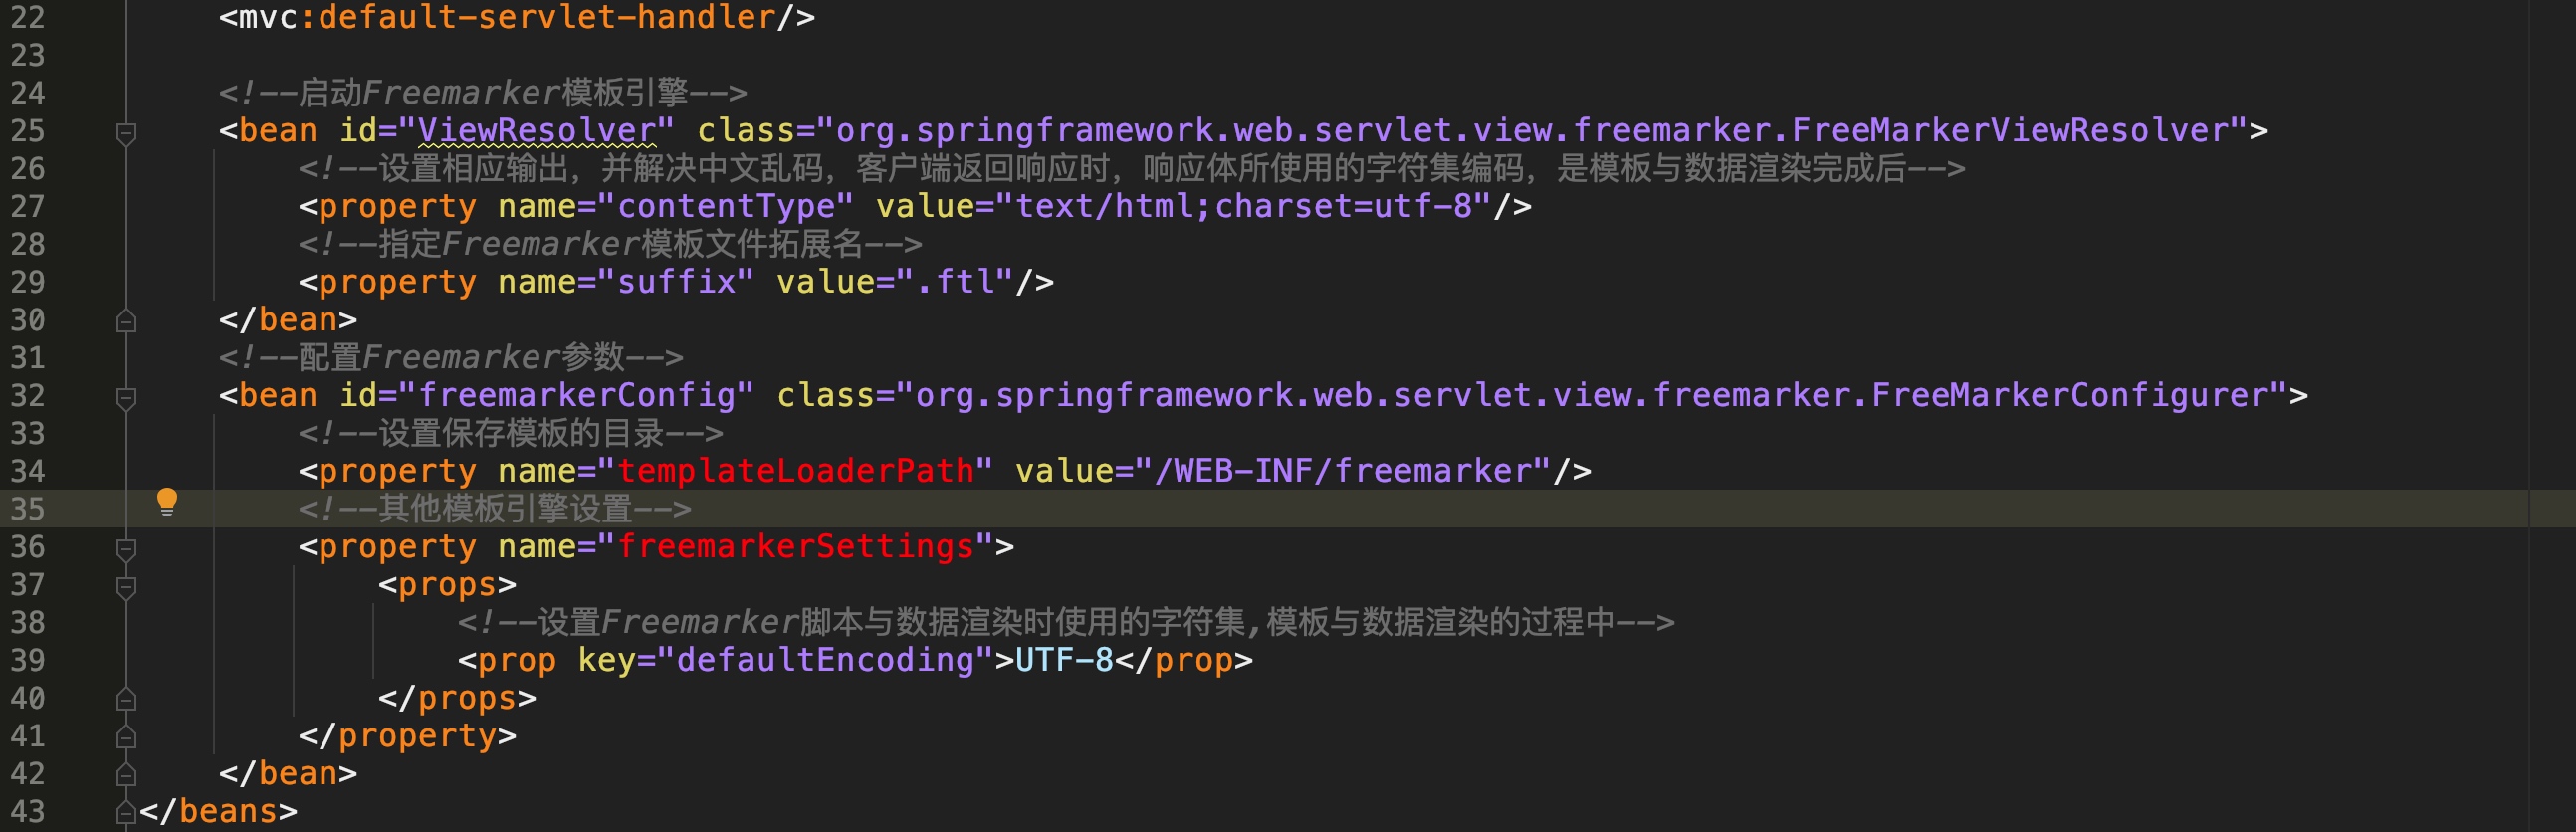 22 <mvc:default-servlet-handler/>
23
24 <!--启动Freemarker模板引擎-->
25 <bean id="ViewResolver" class="org.springframework.web.servlet.view.freemarker.FreeMarkerViewResolver">
26 <!--设置相应输出，并解决中文乱码，客户端返回响应时，响应体所使用的字符集编码，是模板与数据渲染完成后-->
27 <property name="contentType" value="text/html;charset=utf-8"/>
28 <!--指定Freemarker模板文件拓展名-->
29 <property name="suffix" value=".ftl"/>
30 </bean>
31 <!--配置Freemarker参数-->
32 <bean id="freemarkerConfig" class="org.springframework.web.servlet.view.freemarker.FreeMarkerConfigurer">
33 <!--设置保存模板的目录-->
34 <property name="templateLoaderPath" value="/WEB-INF/freemarker"/>
35 <!--其他模板引擎设置-->
36 <property name="freemarkerSettings">
37 <props>
38 <!--设置Freemarker脚本与数据渲染时使用的字符集,模板与数据渲染的过程中-->
39 <prop key="defaultEncoding">UTF-8</prop>
40 </props>
41 </property>
42 </bean>
43 </beans>